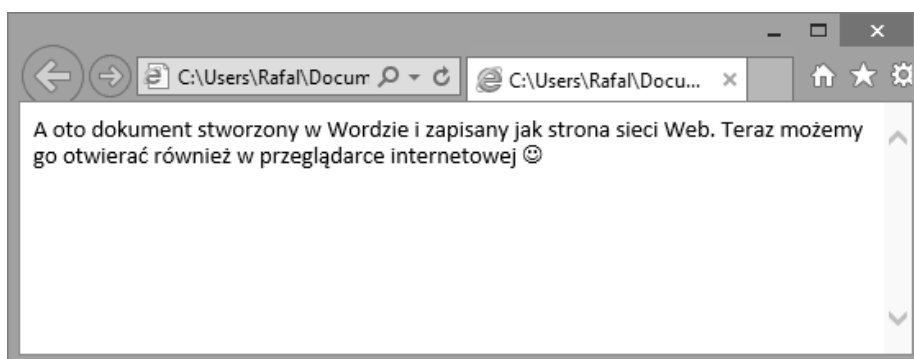 C:\Users\Rafal\Docum
C:\Users\Rafal\Docu...
A oto dokument stworzony w Wordzie i zapisany jak strona sieci Web. Teraz możemy
go otwierać również w przeglądarce internetowej ☺